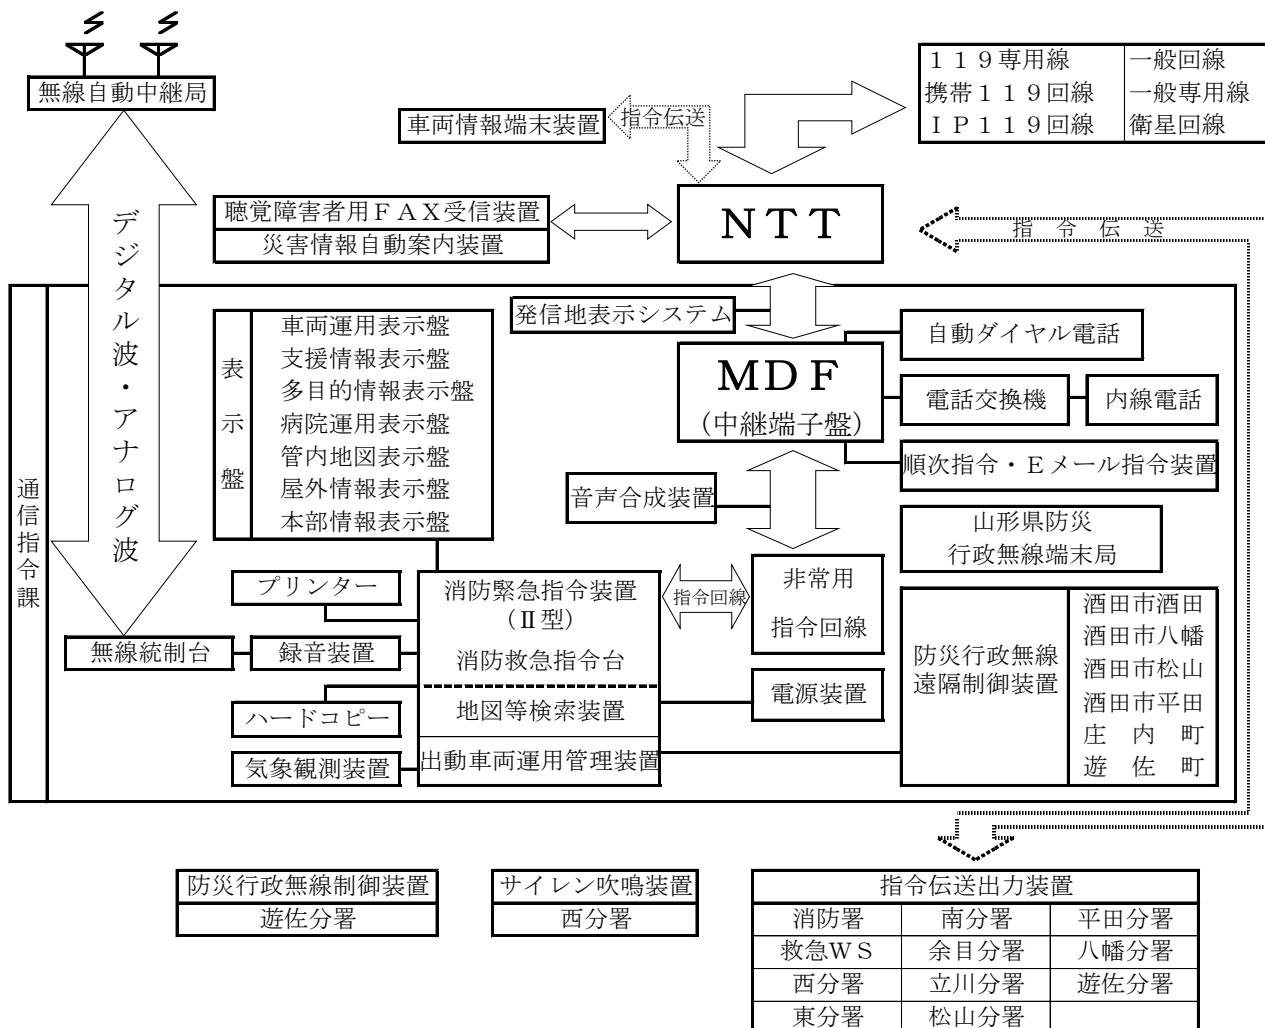 無線自動中継局
車両情報端末装置
指令伝送
１１９専用線
一般回線
携帯１１９回線
一般専用線
ＩＰ119回線
衛星回線
聴覚障害者用ＦＡＸ受信装置
災害情報自動案内装置
ＮＴＴ
指令伝送
デジタル波・アナログ波
通信指令課
発信地表示システム
表示盤
車両運用表示盤
支援情報表示盤
多目的情報表示盤
病院運用表示盤
管内地図表示盤
屋外情報表示盤
本部情報表示盤
ＭＤＦ
（中継端子盤）
自動ダイヤル電話
電話交換機
内線電話
順次指令・Ｅメール指令装置
音声合成装置
山形県防災
行政無線端末局
プリンター
消防緊急指令装置
（Ⅱ型）
消防救急指令台
指令回線
非常用
指令回線
無線統制台
録音装置
ハードコピー
地図等検索装置
電源装置
気象観測装置
出動車両運用管理装置
防災行政無線
遠隔制御装置
酒田市酒田
酒田市八幡
酒田市松山
酒田市平田
庄内町
遊佐町
防災行政無線制御装置
遊佐分署
サイレン吹鳴装置
西分署
指令伝送出力装置
消防署
南分署
平田分署
救急ＷＳ
余目分署
八幡分署
西分署
立川分署
遊佐分署
東分署
松山分署